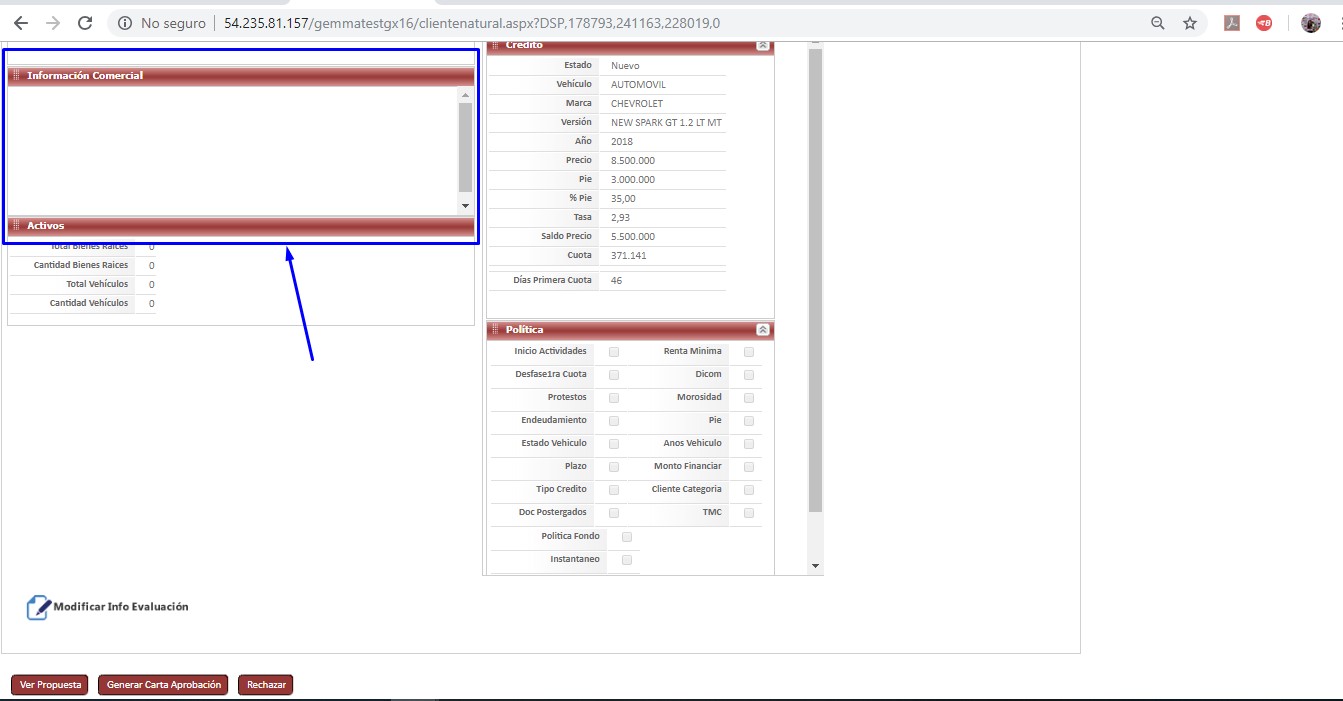 No seguro
54.235.81.157/gemmatestgx16/clientenatural.aspx?DSP,178793,241163,228019,0
Información Comercial
Activos
Total Bienes Raices 0
Cantidad Bienes Raices 0
Total Vehículos 0
Cantidad Vehículos 0
Crédito
Estado Nuevo
Vehículo AUTOMOVIL
Marca CHEVROLET
Versión NEW SPARK GT 1.2 LT MT
Año 2018
Precio 8.500.000
Pie 3.000.000
% Pie 35,00
Tasa 2,93
Saldo Precio 5.500.000
Cuota 371.141
Días Primera Cuota 46
Política
Inicio Actividades Renta Minima
Desfase1ra Cuota Dicom
Protestos Morosidad
Endeudamiento Pie
Estado Vehiculo Anos Vehiculo
Plazo Monto Financiar
Tipo Credito Cliente Categoria
Doc Postergados TMC
Politica Fondo
Instantaneo
Modificar Info Evaluación
Ver Propuesta Generar Carta Aprobación Rechazar